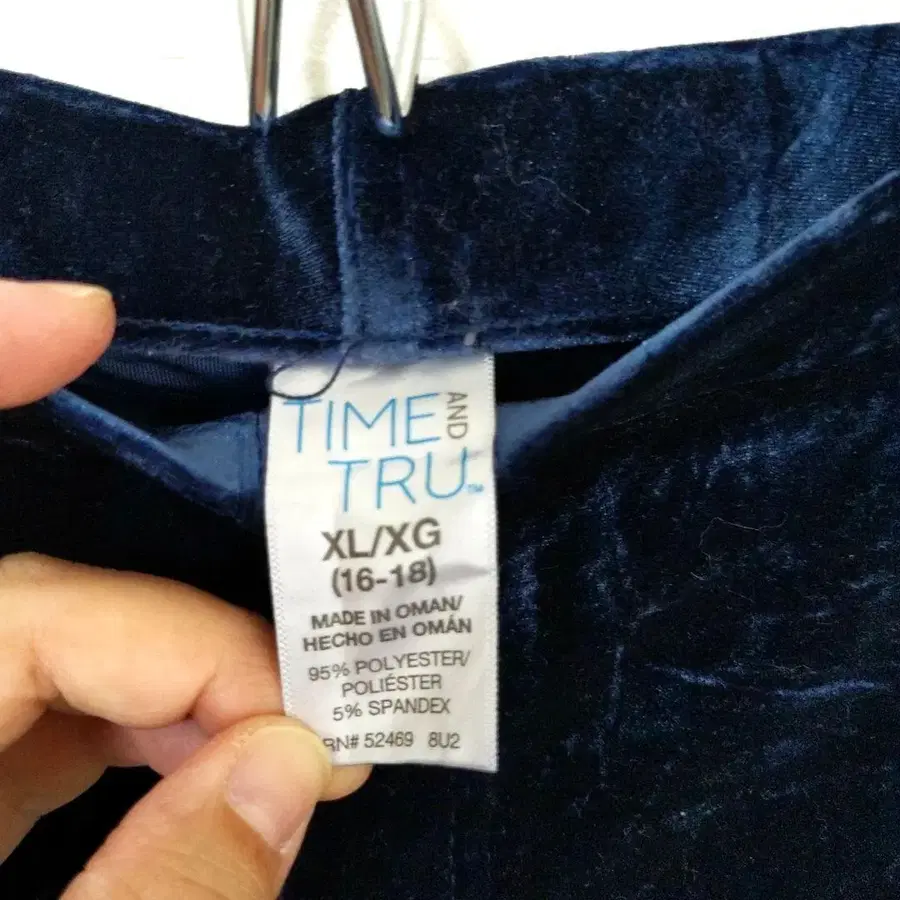 TIME AND
TRU™
XL/XG
(16-18)
MADE IN OMAN/
HECHO EN OMÁN
95% POLYESTER/
POLIÉSTER
5% SPANDEX
RN# 52469 8U2